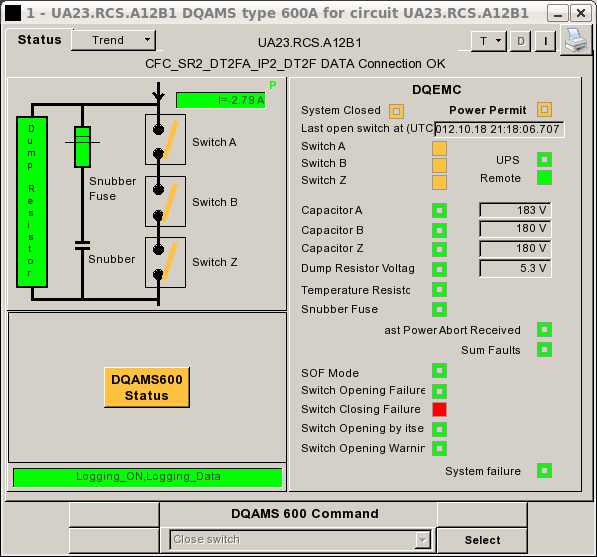 1 - UA23.RCS.A12B1 DQAMS type 600A for circuit UA23.RCS.A12B1
Status Trend UA23.RCS.A12B1 T D I
CFC_SR2_DT2FA_IP2_DT2F DATA Connection OK
P
I=-2.79 A
Dump Resistor
Snubber
Fuse
Snubber
Switch A
Switch B
Switch Z
DQAMS600
Status
Logging_ON,Logging_Data
DQEMC
System Closed Power Permit
Last open switch at (UTC 012.10.18 21:18:06.707
Switch A
Switch B UPS
Switch Z Remote
Capacitor A 183 V
Capacitor B 180 V
Capacitor Z 180 V
Dump Resistor Voltag 5.3 V
Temperature Resistc
Snubber Fuse
ast Power Abort Received
Sum Faults
SOF Mode
Switch Opening Failure
Switch Closing Failure
Switch Opening by itse
Switch Opening Warnin
System failure
DQAMS 600 Command
Close switch Select